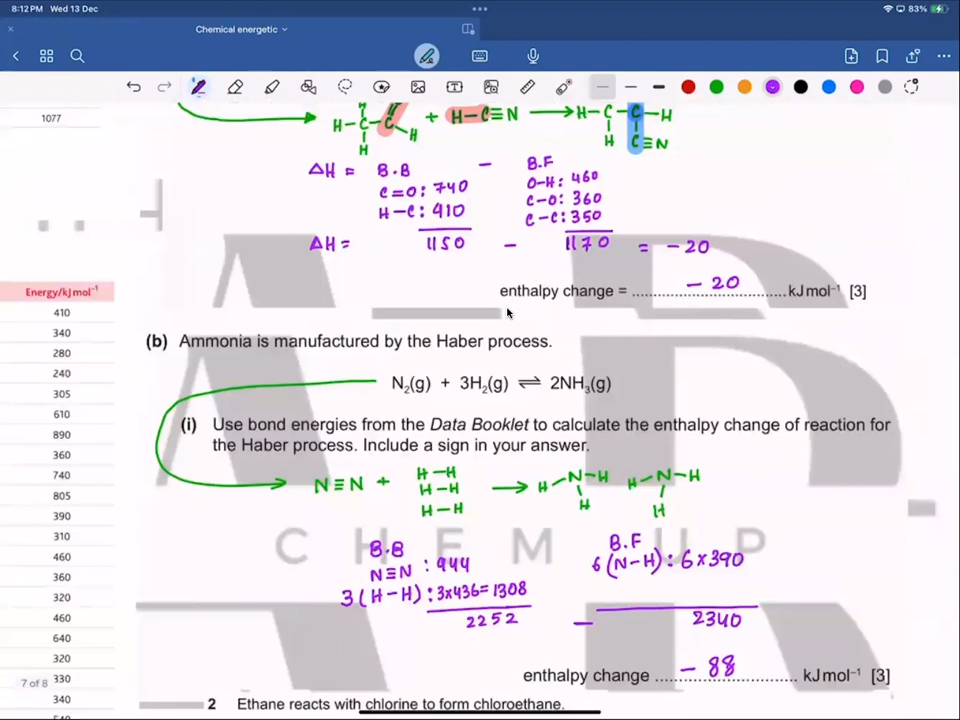 8:12 PM Wed 13 Dec
83%
Chemical energetic
1077
H–C–C H H + H–C≡N → H–C–C–H
H H C≡N
ΔH = B.B – B.F
C=O : 740 O-H : 460
H–C : 410 C-O : 360
C-C : 350
ΔH = 1150 – 1170 = -20
enthalpy change = – 20 kJ mol⁻¹ [3]
Energy/kJ mol⁻¹
410
340
280
240
305
610
890
360
740
805
390
310
460
360
320
460
640
320
330
340
540
(b) Ammonia is manufactured by the Haber process.
N₂(g) + 3H₂(g) ⇌ 2NH₃(g)
(i) Use bond energies from the Data Booklet to calculate the enthalpy change of reaction for
the Haber process. Include a sign in your answer.
N≡N + H–H H–H H–H → H–N–H H H–N–H H
CHEM UP
B.B B.F
N≡N : 944 6(N–H) : 6×390
3(H–H) : 3×436=1308
2252 – 2340
enthalpy change – 88 kJ mol⁻¹ [3]
7 of 8
2 Ethane reacts with chlorine to form chloroethane.